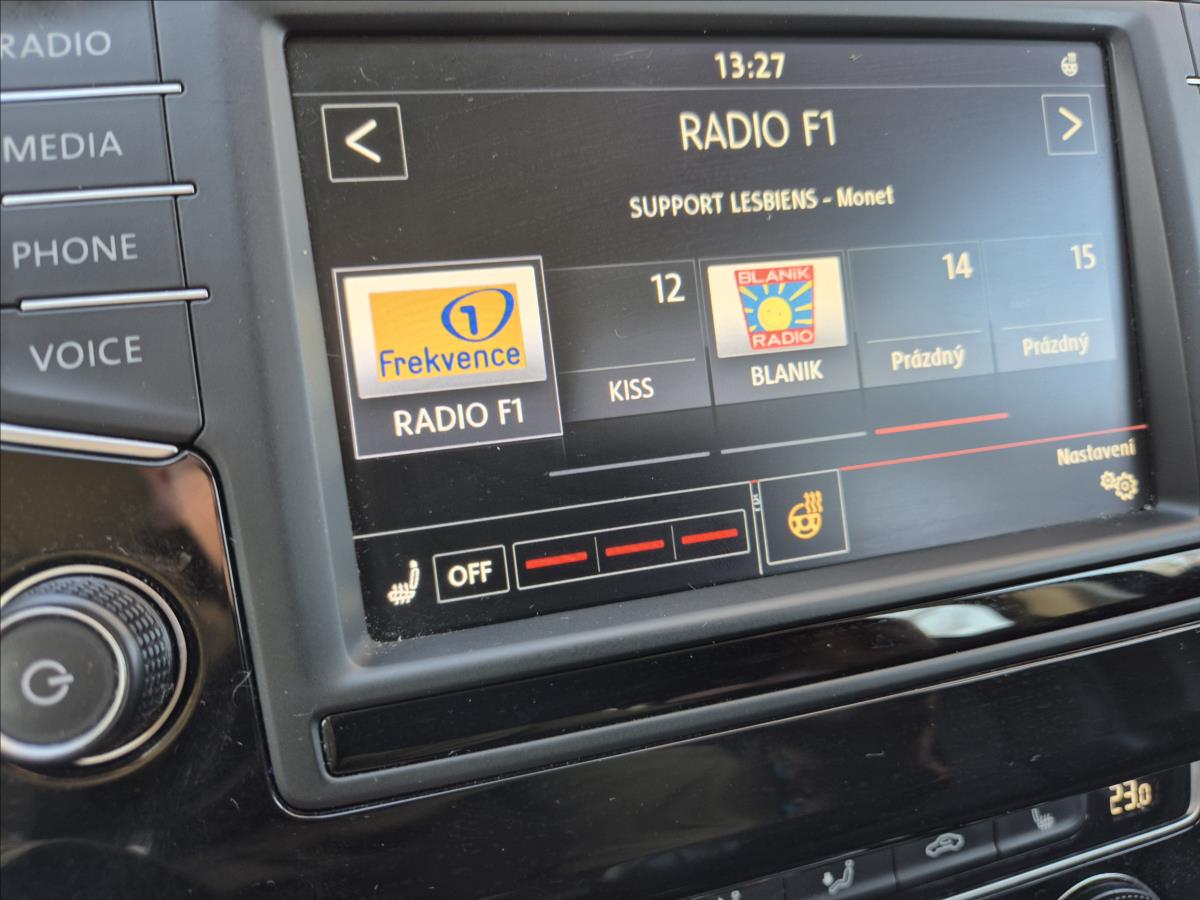 RADIO
MEDIA
PHONE
VOICE
13:27
<
RADIO F1
>
SUPPORT LESBIENS - Monet
1
Frekvence
RADIO F1
12
KISS
BLANIK
RADIO
BLANIK
14
Prázdný
15
Prázdný
Nastavení
OFF
23.0